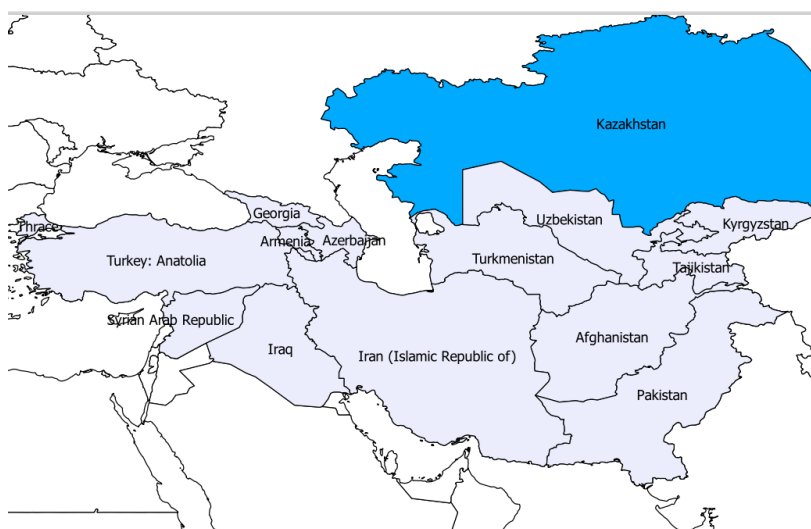 Kazakhstan
Georgia
Uzbekistan
Kyrgyzstan
Thrace
Armenia
Azerbaijan
Turkey: Anatolia
Turkmenistan
Tajikistan
Syrian Arab Republic
Afghanistan
Iraq
Iran (Islamic Republic of)
Pakistan